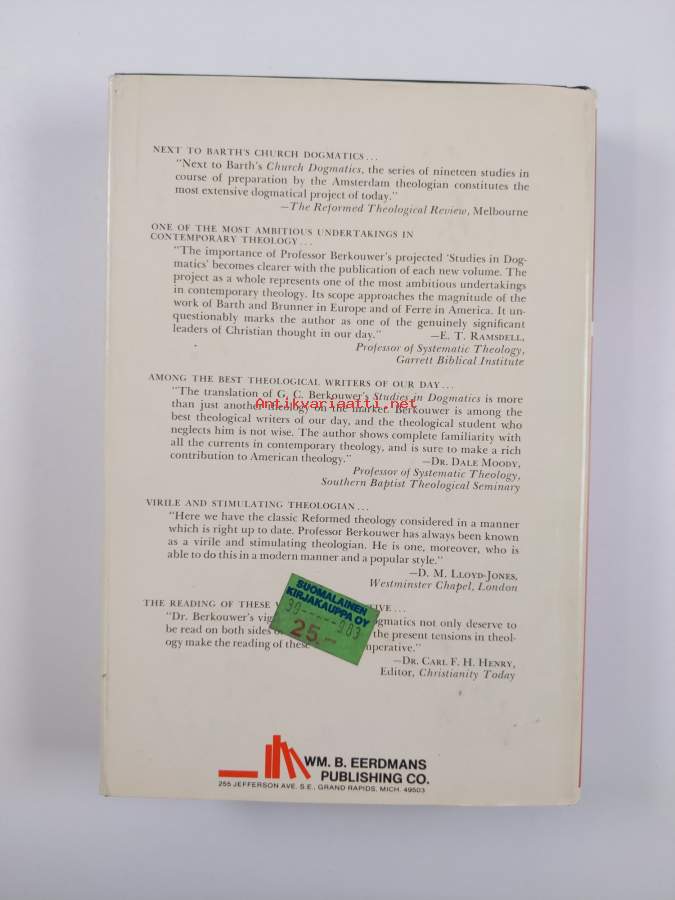 NEXT TO BARTH'S CHURCH DOGMATICS...
"Next to Barth's Church Dogmatics, the series of nineteen studies in
course of preparation by the Amsterdam theologian constitutes the
most extensive dogmatical project of today."
—The Reformed Theological Review, Melbourne
ONE OF THE MOST AMBITIOUS UNDERTAKINGS IN
CONTEMPORARY THEOLOGY...
"The importance of Professor Berkouwer's projected 'Studies in Dog-
matics' becomes clearer with the publication of each new volume. The
project as a whole represents one of the most ambitious undertakings
in contemporary theology. Its scope approaches the magnitude of the
work of Barth and Brunner in Europe and of Ferre in America. It un-
questionably marks the author as one of the genuinely significant
leaders of Christian thought in our day." —E. T. RAMSDELL,
Professor of Systematic Theology,
Garrett Biblical Institute
AMONG THE BEST THEOLOGICAL WRITERS OF OUR DAY...
"The translation of G. C. Berkouwer's Studies in Dogmatics is more
than just another theology on the market. Berkouwer is among the
Antikvariaatti.net
best theological writers of our day, and the theological student who
neglects him is not wise. The author shows complete familiarity with
all the currents in contemporary theology, and is sure to make a rich
contribution to American theology." —DR. DALE MOODY,
Professor of Systematic Theology,
Southern Baptist Theological Seminary
VIRILE AND STIMULATING THEOLOGIAN...
"Here we have the classic Reformed theology considered in a manner
which is right up to date. Professor Berkouwer has always been known
as a virile and stimulating theologian. He is one, moreover, who is
able to do this in a modern manner and a popular style."
—D. M. LLOYD-JONES,
Westminster Chapel, London
THE READING OF THESE
"Dr. Berkouwer's vig ogmatics not only deserve to
be read on both sides the present tensions in theol-
ogy make the reading of these mperative."
—DR. CARL F. H. HENRY,
Editor, Christianity Today
SUOMALAINEN
KIRJAKAUPPA OY
25.-
WM. B. EERDMANS
PUBLISHING CO.
255 JEFFERSON AVE. S.E., GRAND RAPIDS, MICH. 49503